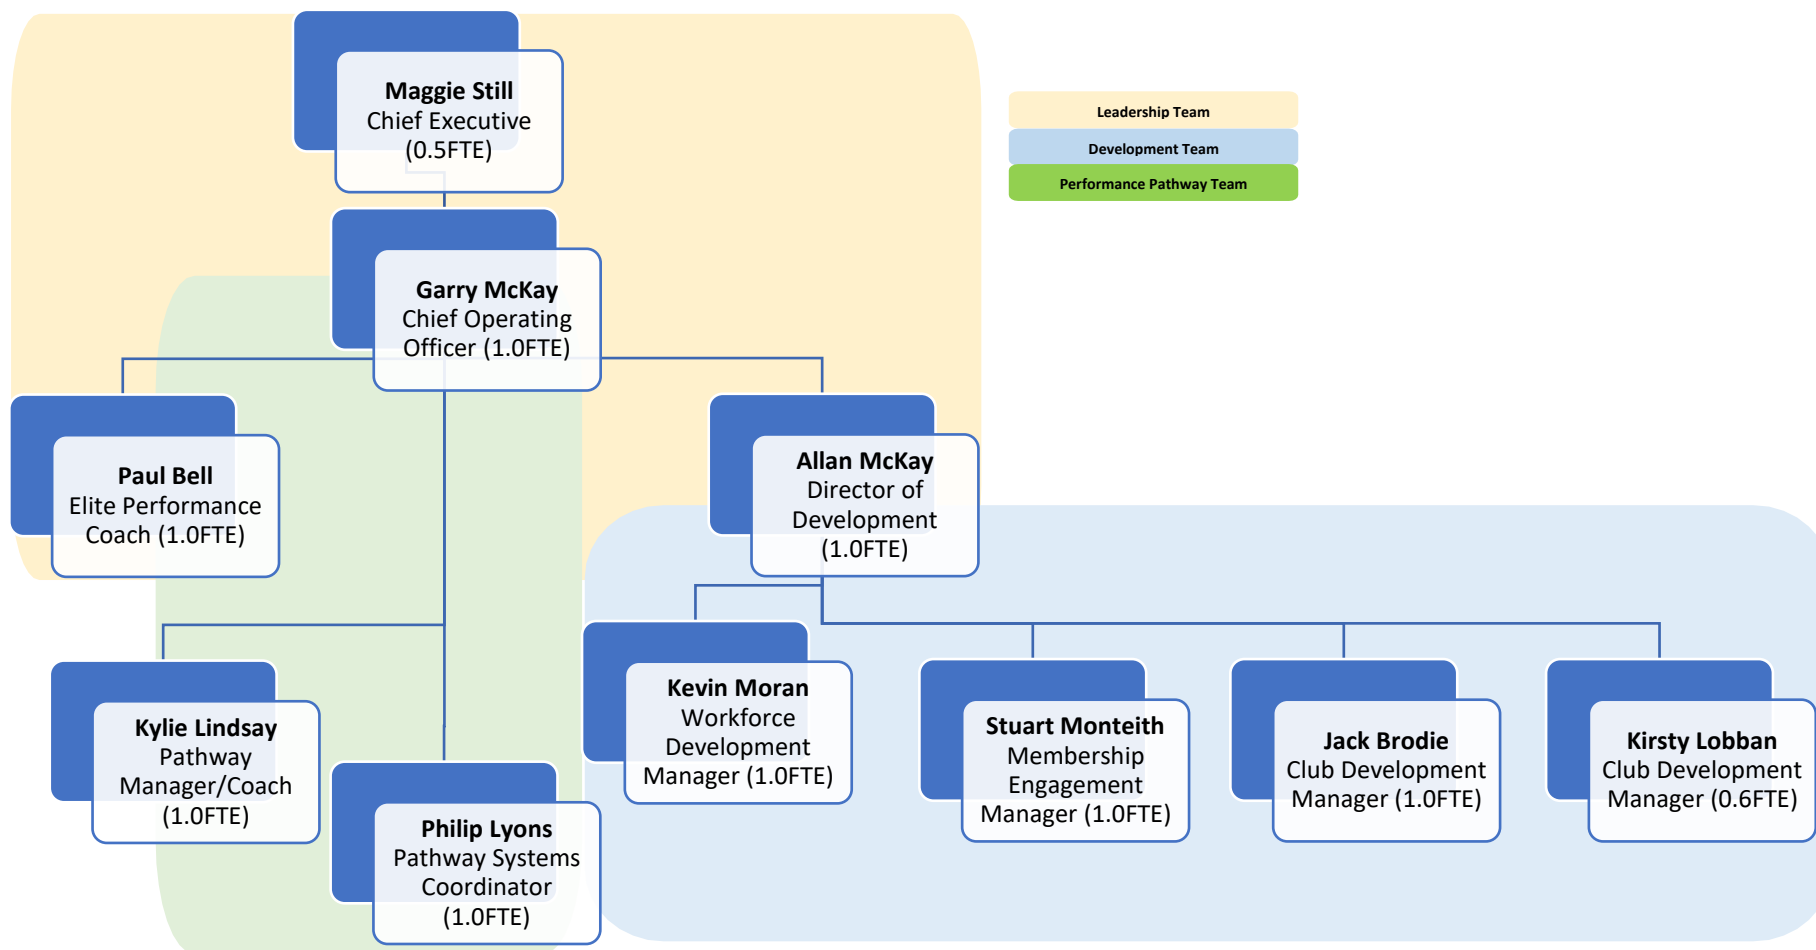 Maggie Still
Chief Executive
(0.5FTE)
Leadership Team
Development Team
Performance Pathway Team
Garry McKay
Chief Operating
Officer (1.0FTE)
Paul Bell
Elite Performance
Coach (1.0FTE)
Allan McKay
Director of
Development
(1.0FTE)
Kylie Lindsay
Pathway
Manager/Coach
(1.0FTE)
Philip Lyons
Pathway Systems
Coordinator
(1.0FTE)
Kevin Moran
Workforce
Development
Manager (1.0FTE)
Stuart Monteith
Membership
Engagement
Manager (1.0FTE)
Jack Brodie
Club Development
Manager (1.0FTE)
Kirsty Lobban
Club Development
Manager (0.6FTE)